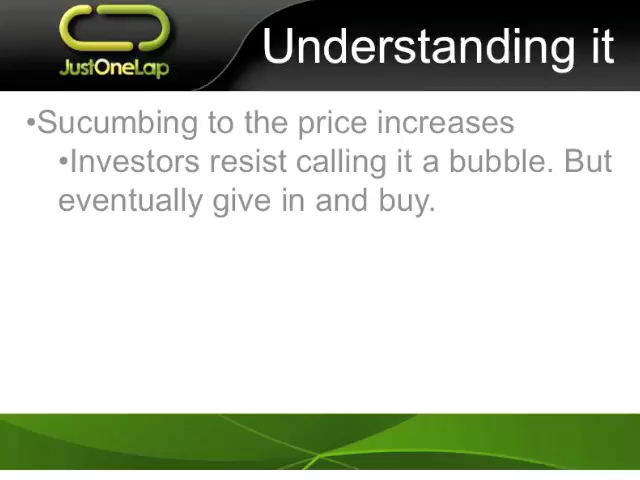 JustOneLap
Understanding it
•Sucumbing to the price increases
•Investors resist calling it a bubble. But
eventually give in and buy.